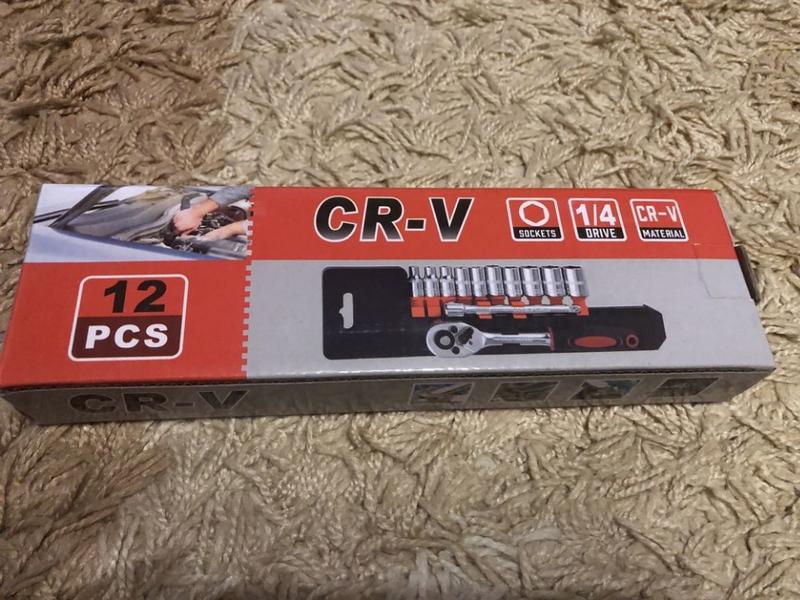 CR-V
SOCKETS
1/4
DRIVE
CR-V
MATERIAL
12
PCS
CR-V